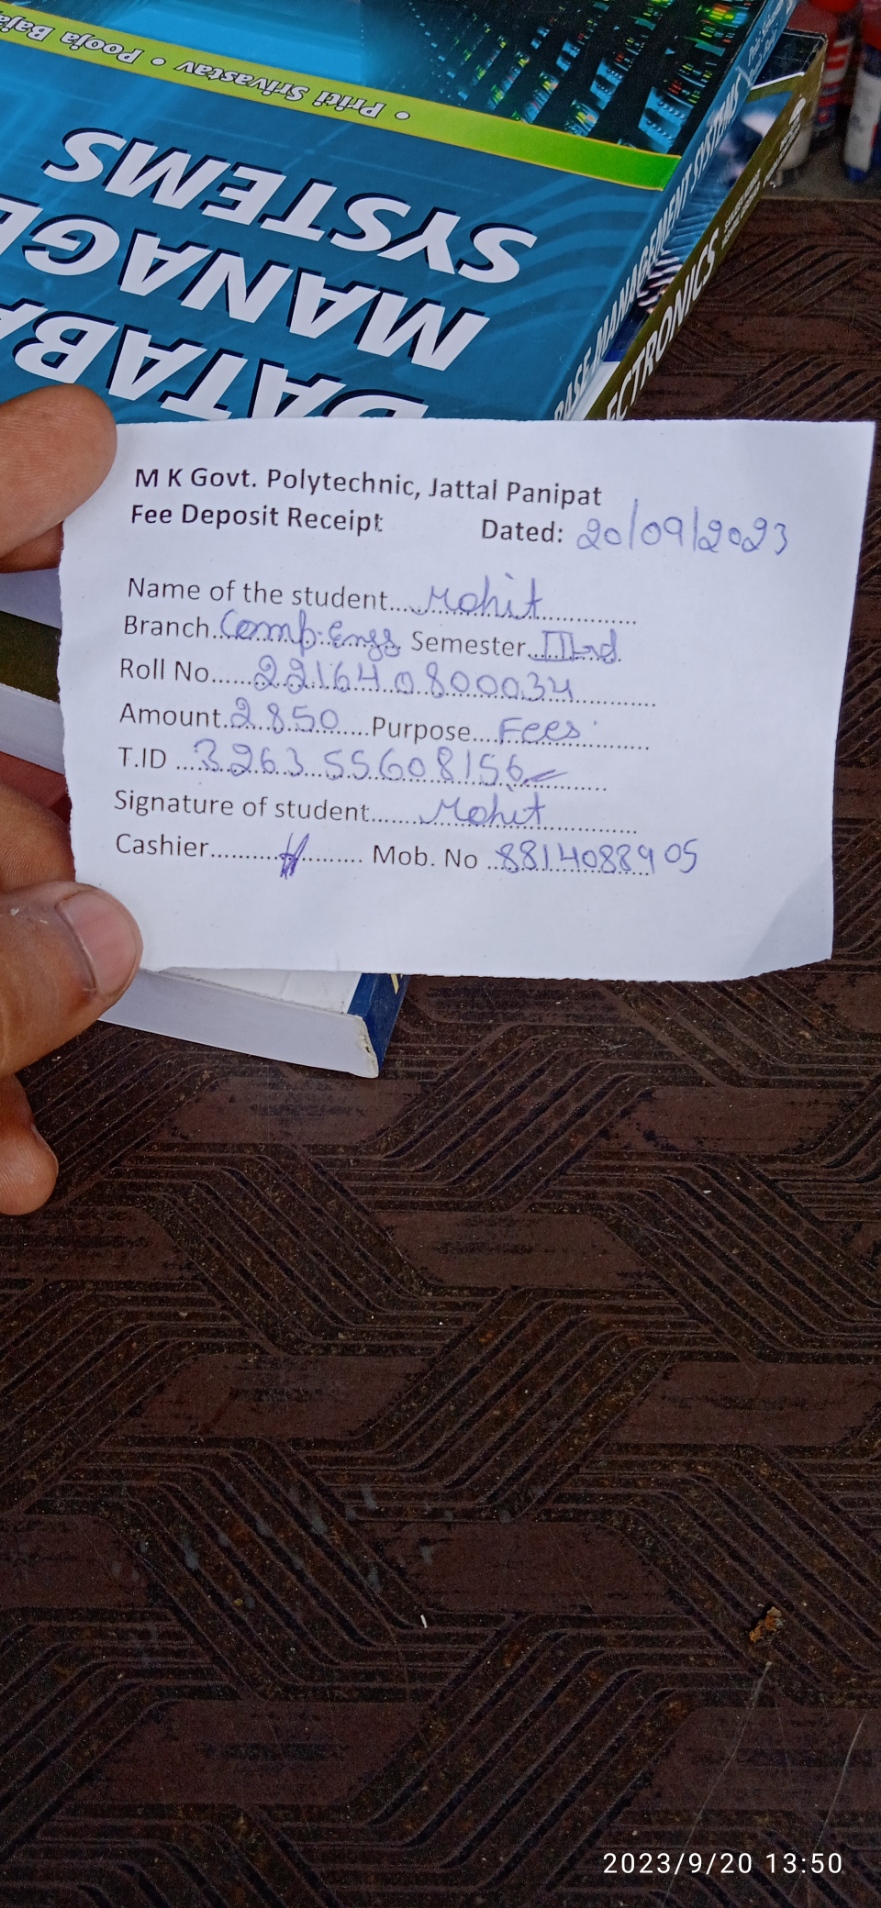 • Priti Srivastav • Pooja Baja
SYSTEMS
MANAGE
DATABA
BASE MANAGEMENT SYSTEMS
ECTRONICS
M K Govt. Polytechnic, Jattal Panipat
Fee Deposit Receipt Dated: 20/09/2023
Name of the student....Mohit..................
Branch..Comp. Engg. Semester..IIIrd.
Roll No......221640800034..............
Amount.2850.....Purpose...Fees..............
T.ID ...326355608156..........
Signature of student......Mohit..................
Cashier..................... Mob. No ..8814088905
2023/9/20 13:50